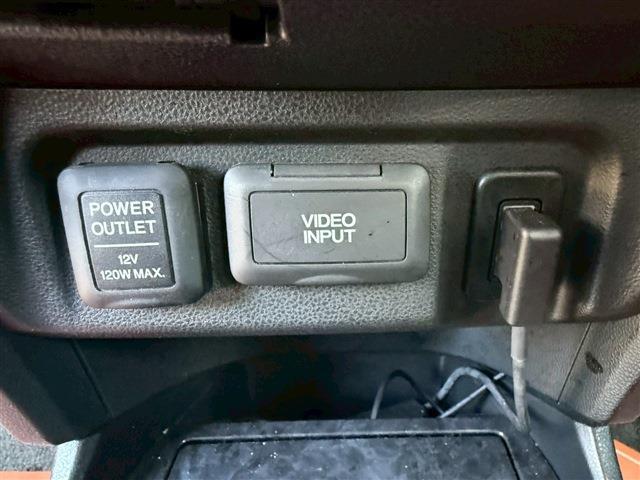 POWER
OUTLET
12V
120W MAX.
VIDEO
INPUT